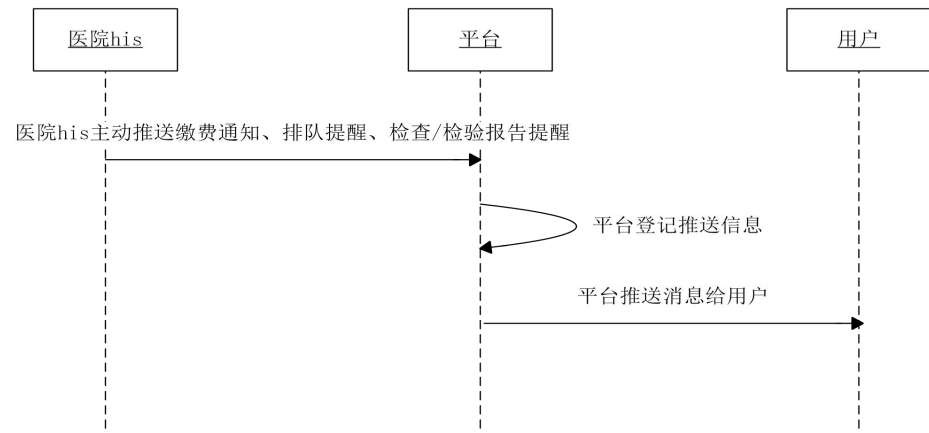 医院his
平台
用户
医院his主动推送缴费通知、排队提醒、检查/检验报告提醒
平台登记推送信息
平台推送消息给用户